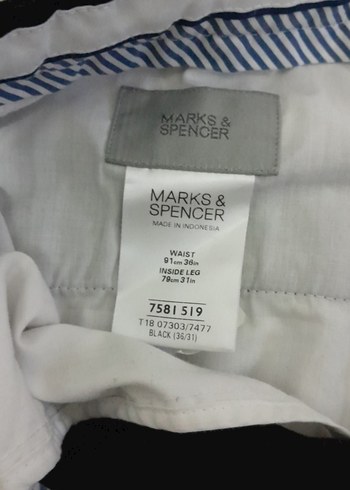 MARKS &
SPENCER
MARKS &
SPENCER
MADE IN INDONESIA
WAIST
91cm 36in
INSIDE LEG
79cm 31in
7581 519
T18 07303/7477
BLACK (36/31)